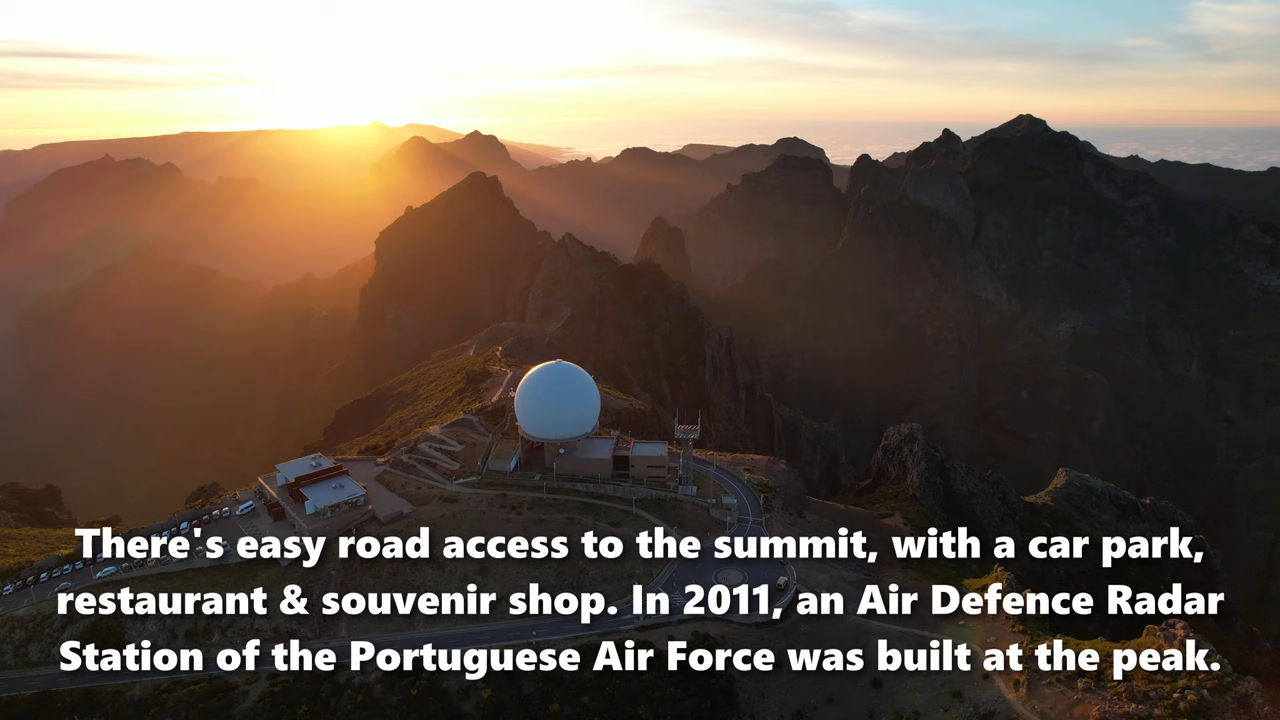 There's easy road access to the summit, with a car park,
restaurant & souvenir shop. In 2011, an Air Defence Radar
Station of the Portuguese Air Force was built at the peak.